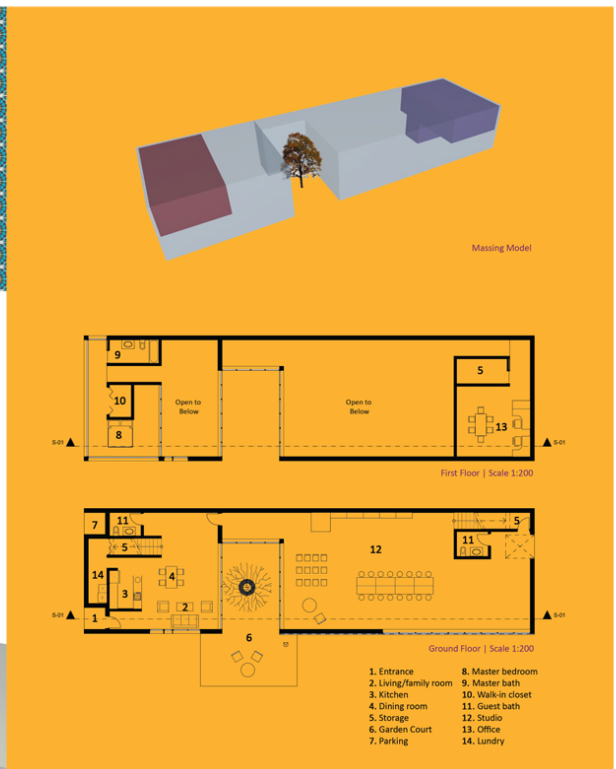 Massing Model
9
5
10
Open to
Below
Open to
Below
13
8
S-01
S-01
First Floor | Scale 1:200
7
11
5
5
11
12
14
4
3
2
1
S-01
S-01
6
Ground Floor | Scale 1:200
1. Entrance
2. Living/family room
3. Kitchen
4. Dining room
5. Storage
6. Garden Court
7. Parking
8. Master bedroom
9. Master bath
10. Walk-in closet
11. Guest bath
12. Studio
13. Office
14. Lundry